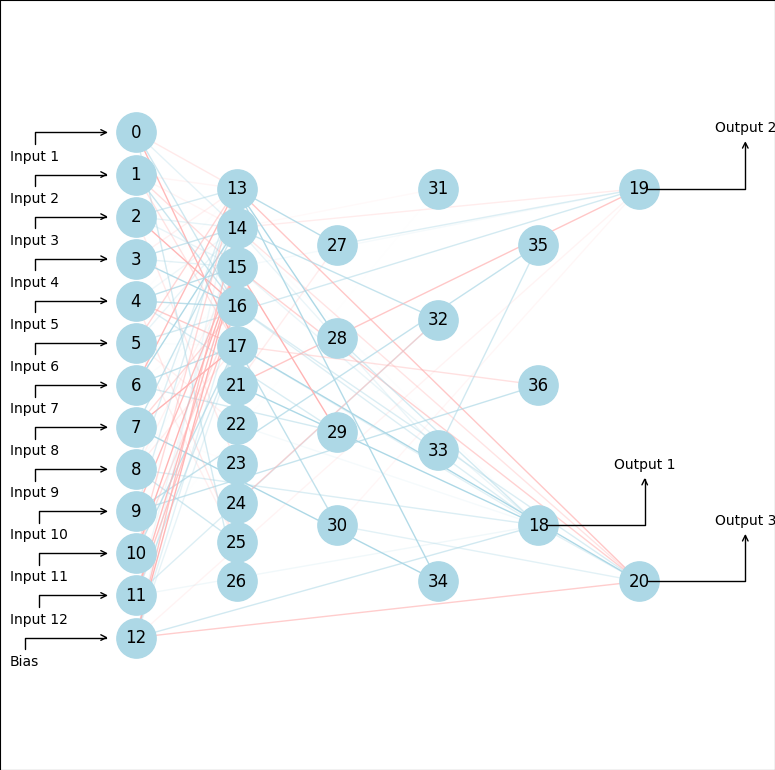 0
Input 1
1
Input 2
2
Input 3
3
Input 4
4
Input 5
5
Input 6
6
Input 7
7
Input 8
8
Input 9
9
Input 10
10
Input 11
11
Input 12
12
Bias
13
14
15
16
17
21
22
23
24
25
26
27
28
29
30
31
32
33
34
35
36
18
Output 1
Output 2
19
Output 3
20